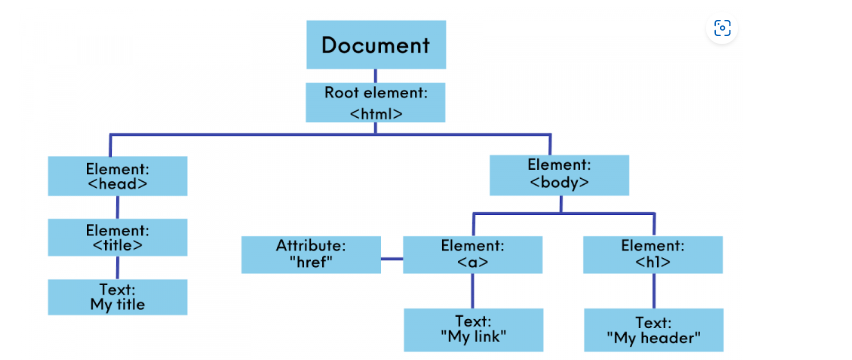 Document
Root element:
<html>
Element:
<head>
Element:
<body>
Element:
<title>
Attribute:
"href"
Element:
<a>
Element:
<h1>
Text:
My title
Text:
"My link"
Text:
"My header"